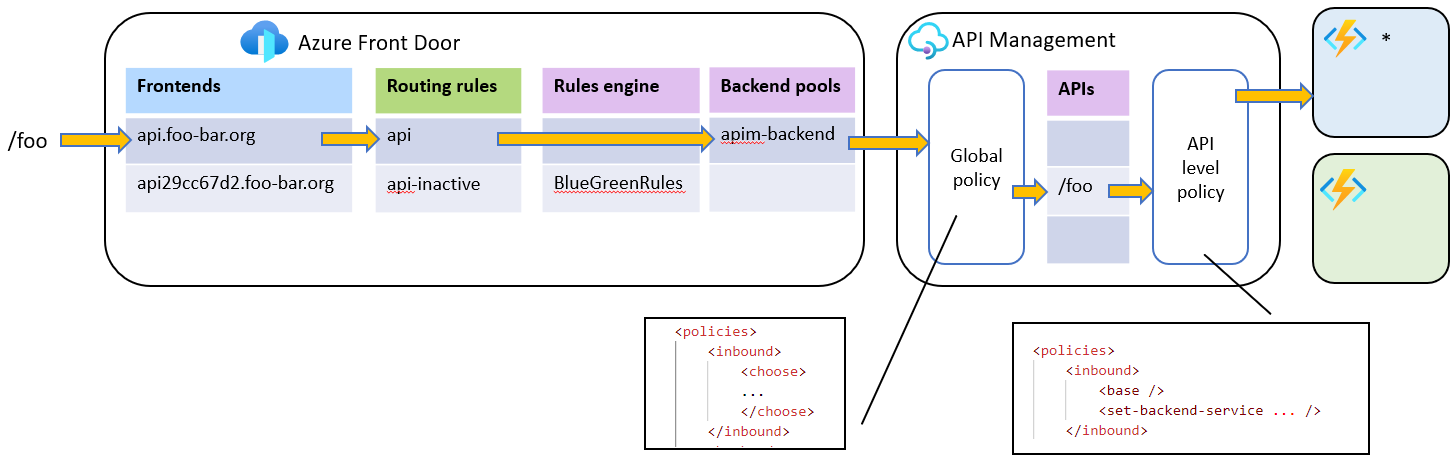 Azure Front Door
API Management
*
Frontends
Routing rules
Rules engine
Backend pools
APIs
/foo
api.foo-bar.org
api
apim-backend
api29cc67d2.foo-bar.org
api-inactive
BlueGreenRules
Global
policy
/foo
API
level
policy
<policies>
<inbound>
<choose>
...
</choose>
</inbound>
<policies>
<inbound>
<base />
<set-backend-service ... />
</inbound>